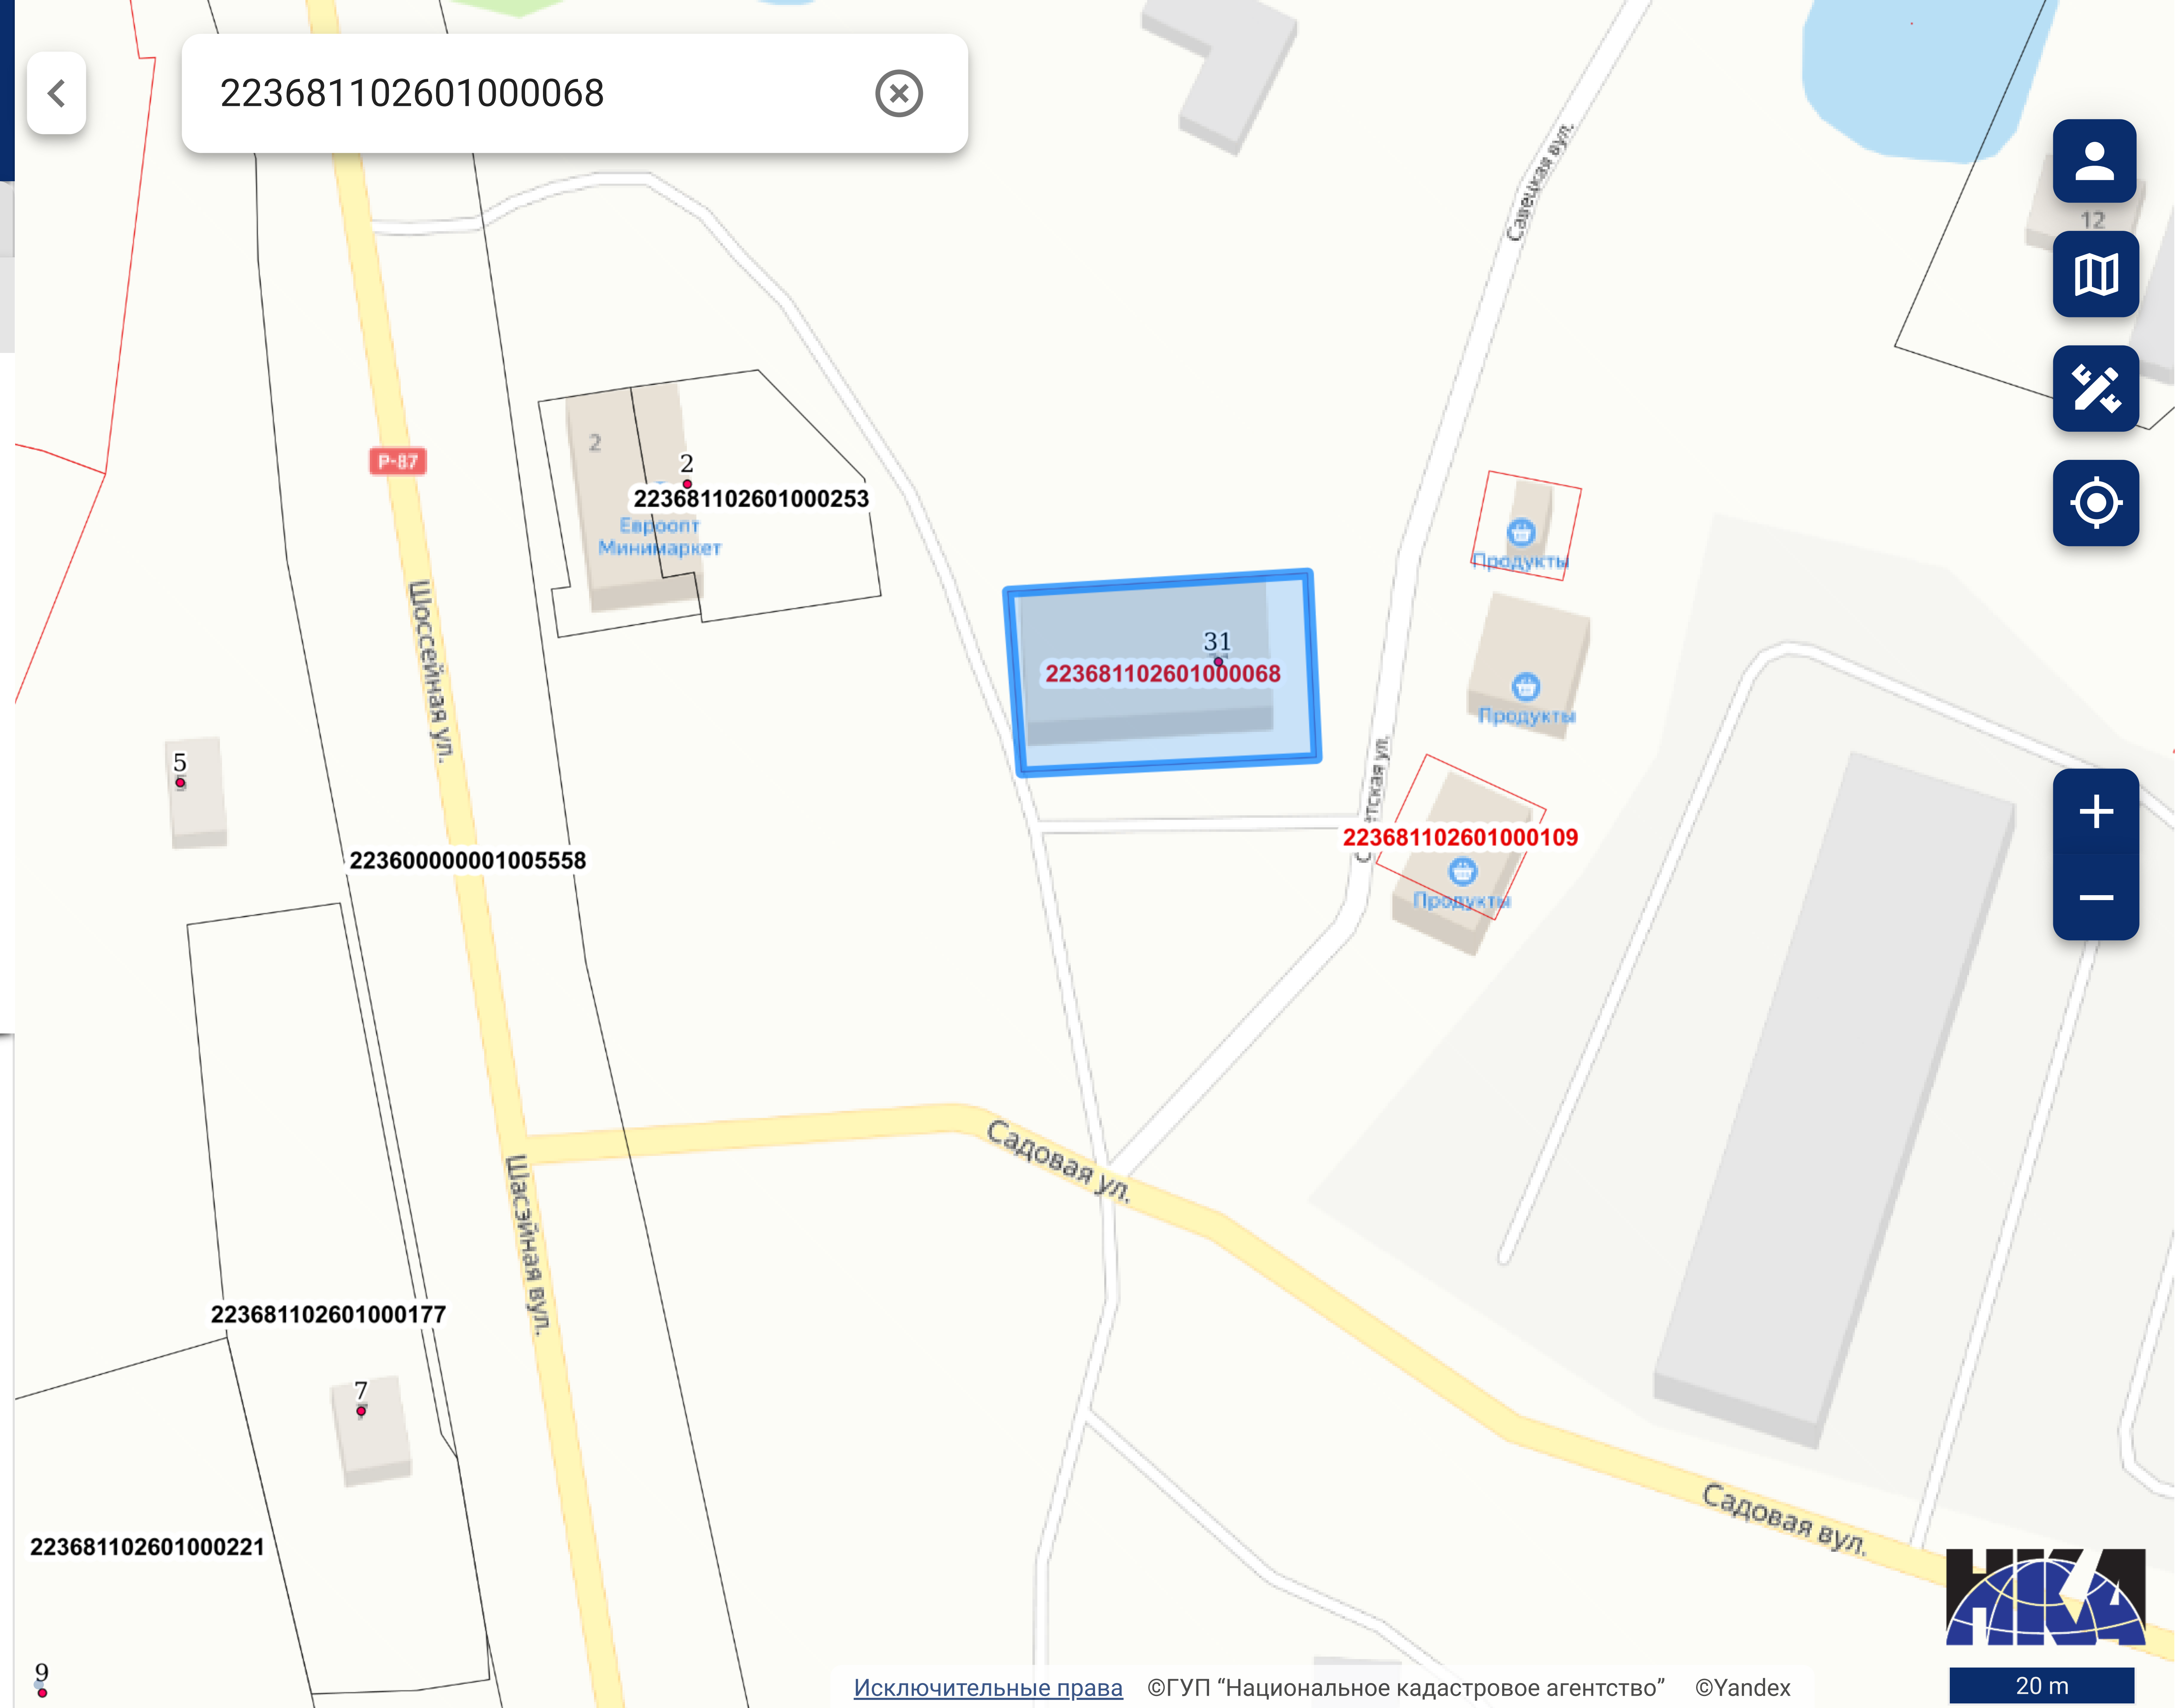 223681102601000068
Савецкая вул.
12
P-87
2
2
223681102601000253
Евроопт
Минимаркет
Продукты
Шоссейная ул.
31
223681102601000068
Продукты
5
223681102601000109
223600000001005558
Продукты
Садовая ул.
Шасэйная вул.
223681102601000177
7
Садовая вул.
223681102601000221
НКА
9
Исключительные права ©ГУП “Национальное кадастровое агентство” ©Yandex
20 m